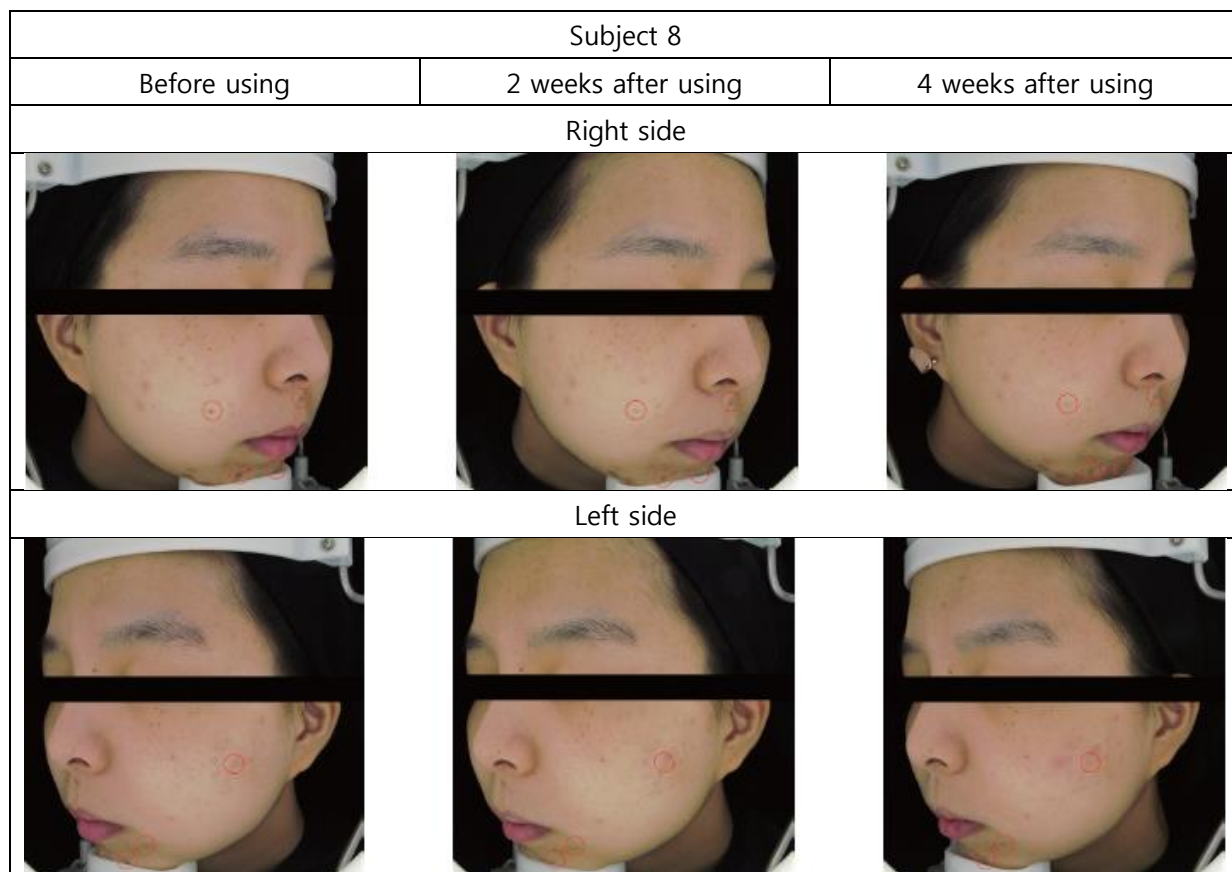 Subject 8
Before using
2 weeks after using
4 weeks after using
Right side
Left side